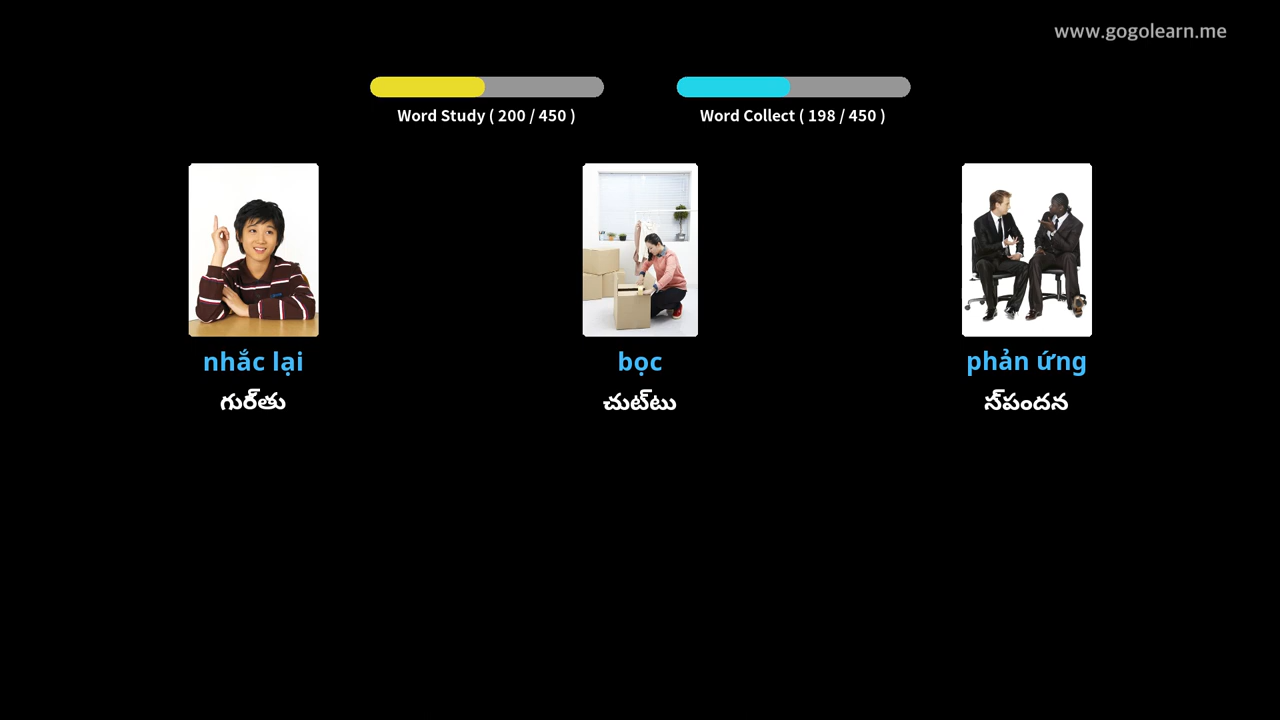 www.gogolearn.me
Word Study ( 200 / 450 )
Word Collect ( 198 / 450 )
nhắc lại
గుర్‌తు
bọc
చుట్‌టు
phản ứng
స్‌పందన